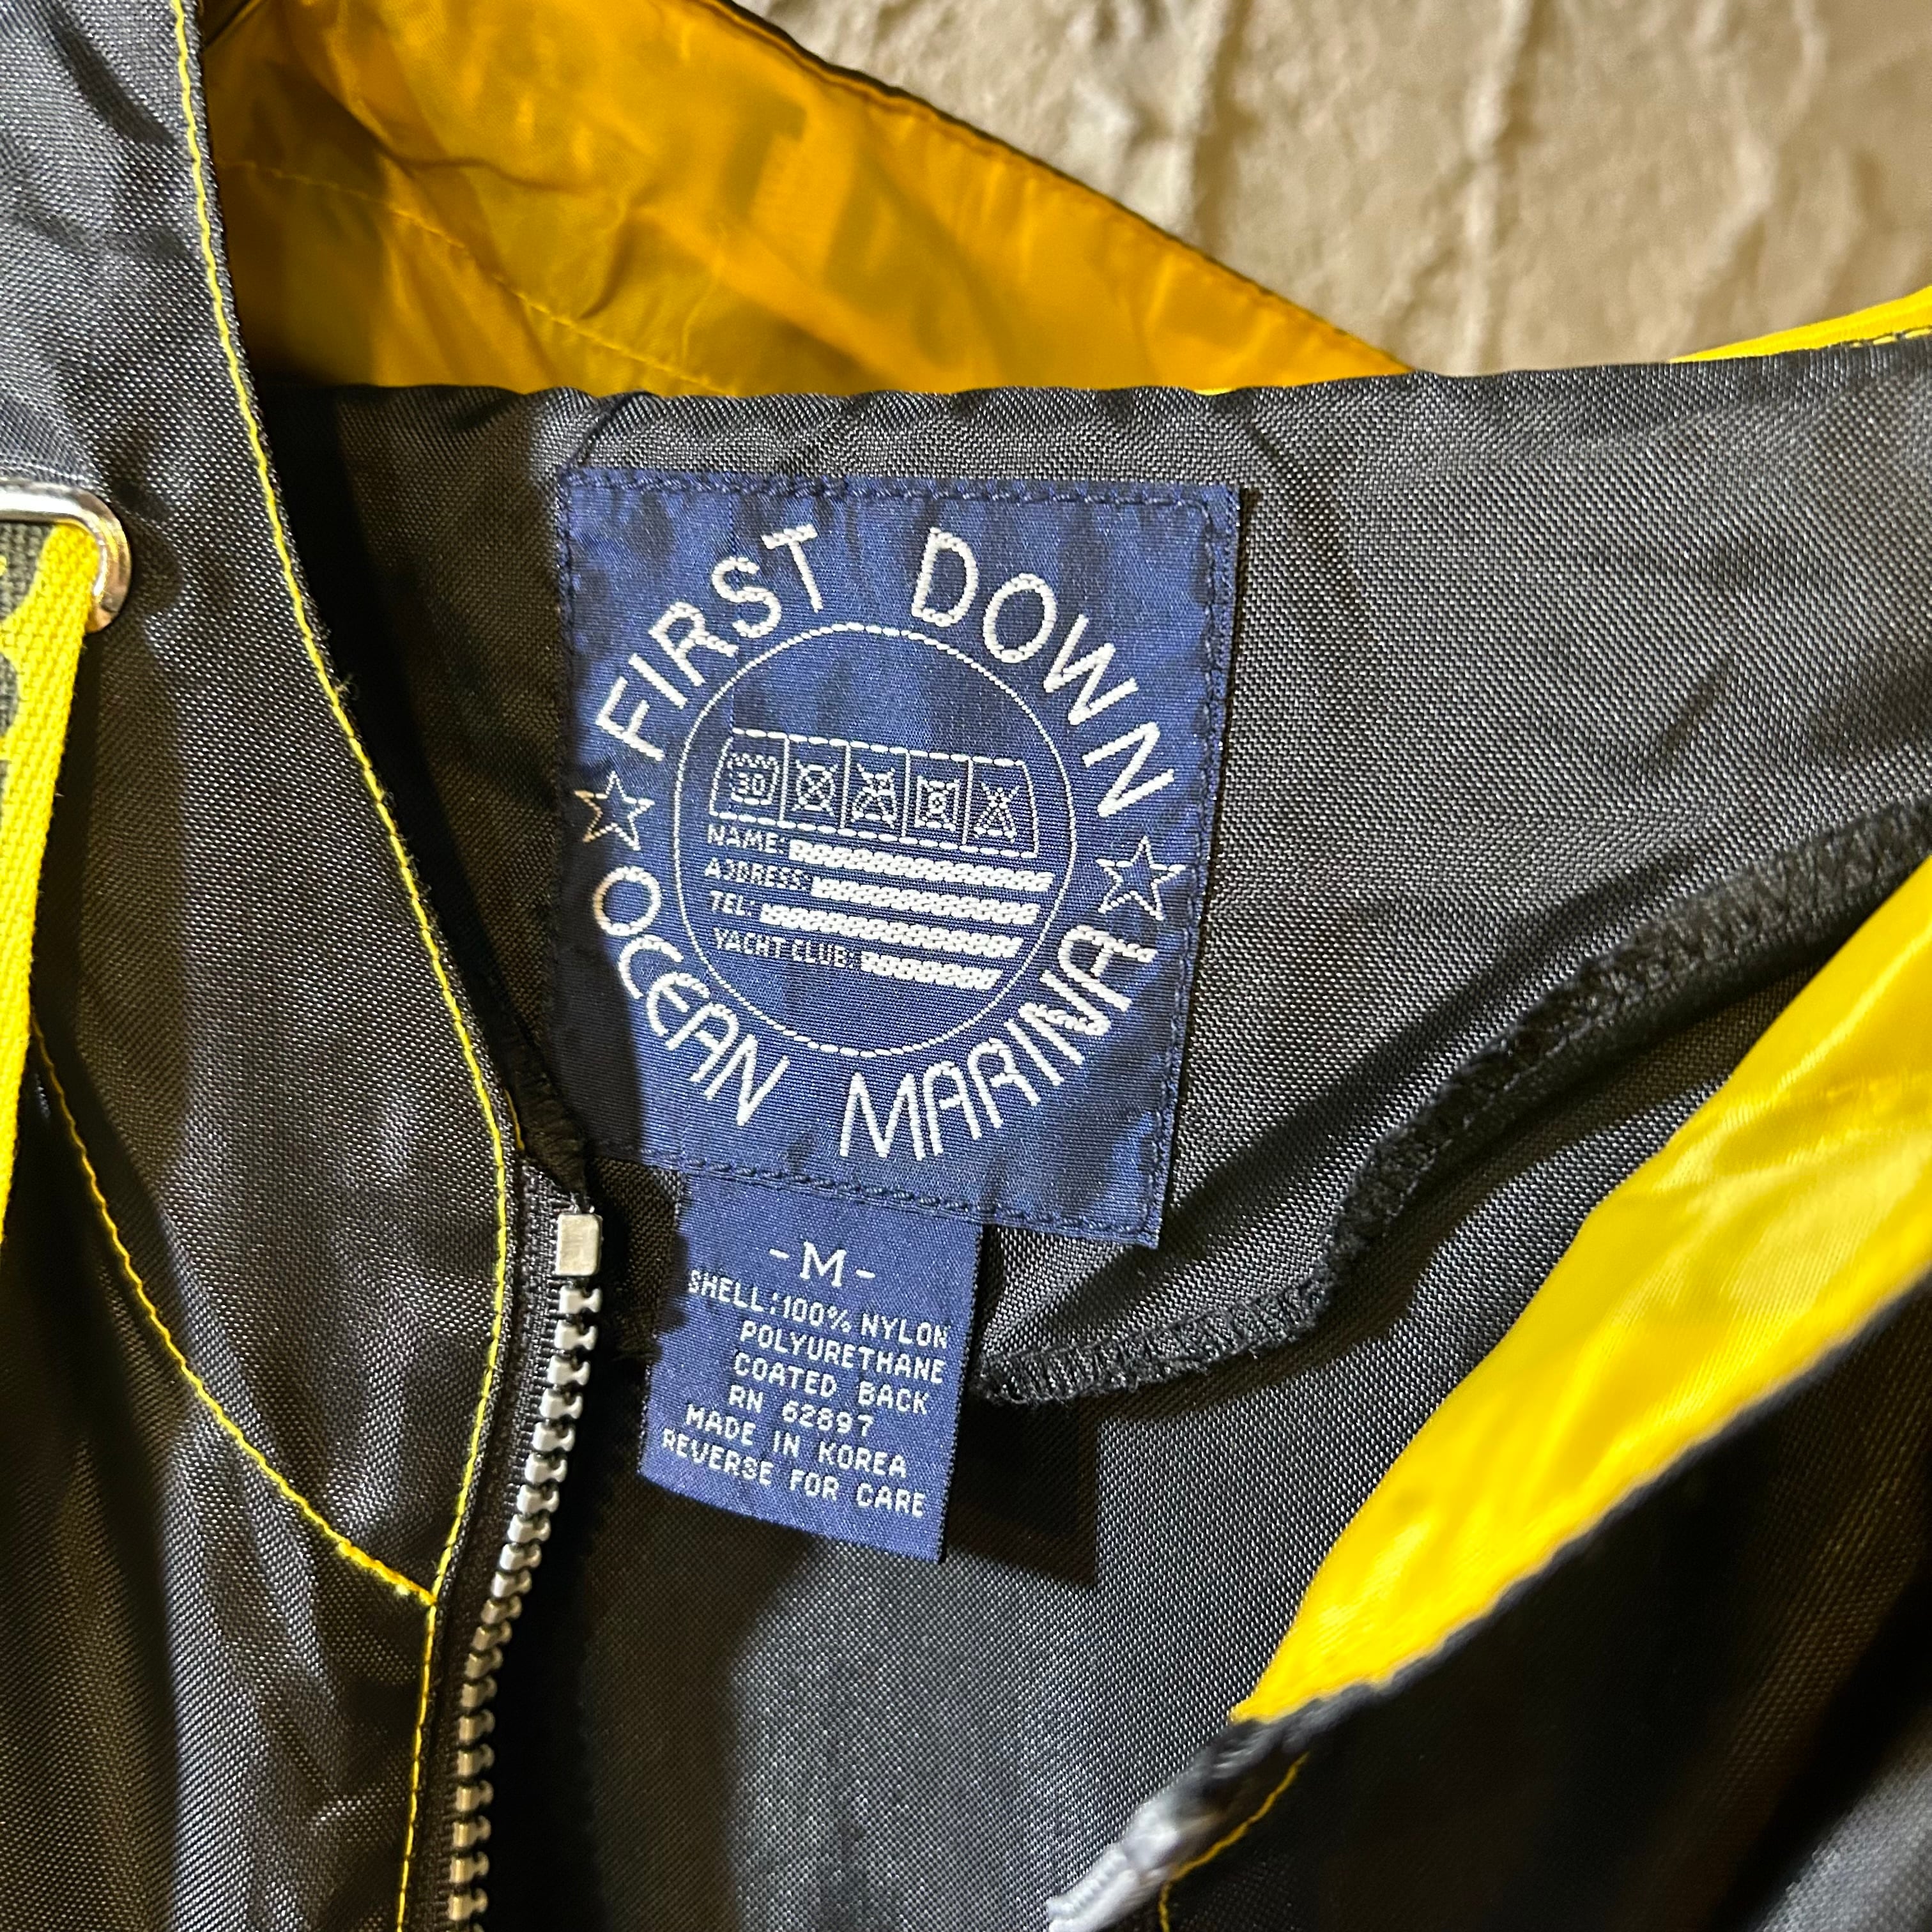 FIRST DOWN
30
NAME:
ADDRESS:
TEL:
YACHT CLUB:
OCEAN MARINA
-M-
SHELL:100% NYLON
POLYURETHANE
COATED BACK
RN 62897
MADE IN KOREA
REVERSE FOR CARE